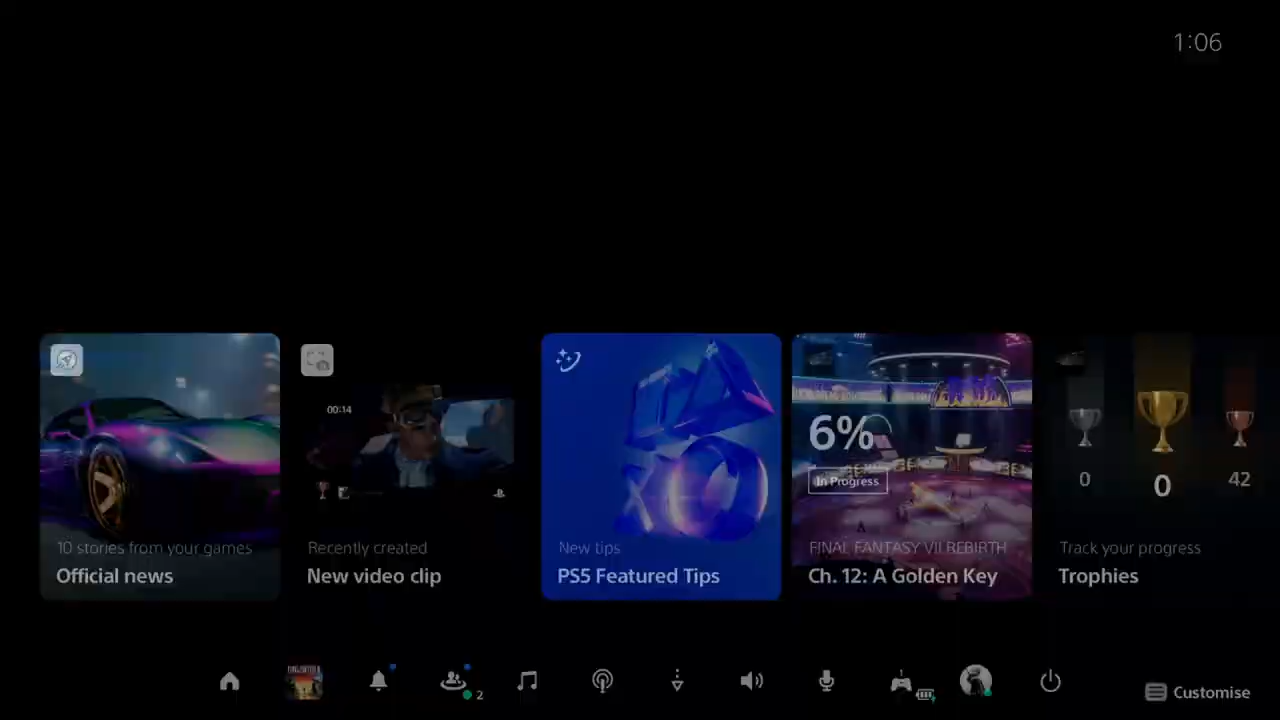 1:06
00:14
10 stories from your games
Official news
Recently created
New video clip
New tips
PS5 Featured Tips
6%
In Progress
FINAL FANTASY VII REBIRTH
Ch. 12: A Golden Key
0
0
42
Track your progress
Trophies
2
Customise